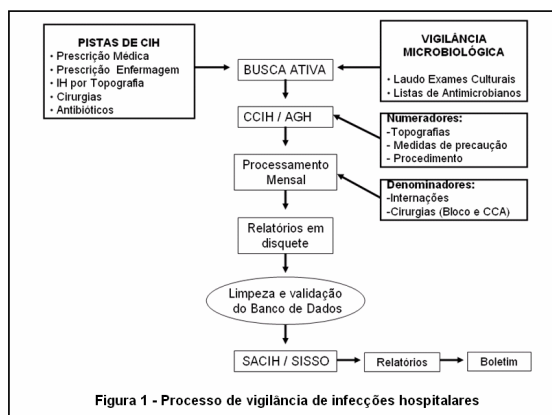 PISTAS DE CIH
• Prescrição Médica
• Prescrição Enfermagem
• IH por Topografia
• Cirurgias
• Antibióticos
VIGILÂNCIA
MICROBIOLÓGICA
• Laudo Exames Culturais
• Listas de Antimicrobianos
BUSCA ATIVA
CCIH / AGH
Numeradores:
-Topografias
- Medidas de precaução
- Procedimento
Processamento
Mensal
Denominadores:
-Internações
-Cirurgias (Bloco e CCA)
Relatórios em
disquete
Limpeza e validação
do Banco de Dados
SACIH / SISSO
Relatórios
Boletim
Figura 1 - Processo de vigilância de infecções hospitalares